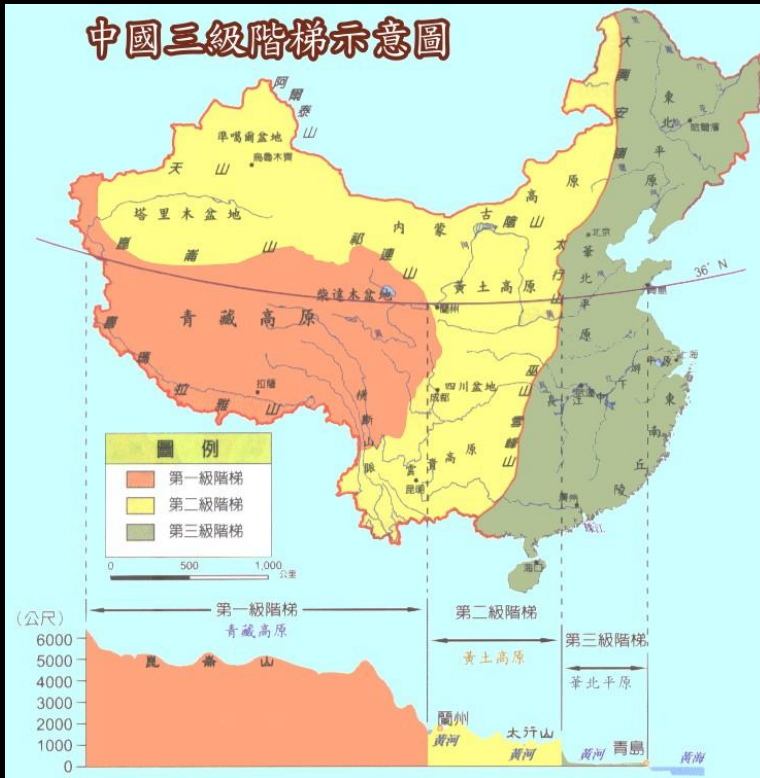 中國三級階梯示意圖
阿爾泰山
準噶爾盆地
烏魯木齊
天山
塔里木盆地
崑崙山
祁連山
內蒙古高原
陰山
大興安嶺
東北平原
哈爾濱
北京
太行山
華北平原
36°N
青島
黃土高原
蘭州
柴達木盆地
青藏高原
喜馬拉雅山
拉薩
橫斷山脈
四川盆地
成都
巫山
雪峰山
長江中下游平原
上海
雲貴高原
昆明
東南丘陵
廣州
珠江
海口
圖例
第一級階梯
第二級階梯
第三級階梯
0 500 1,000
公里
(公尺)
第一級階梯 第二級階梯 第三級階梯
青藏高原 黃土高原 華北平原
6000
5000
4000
3000
2000
1000
0
崑崙山
蘭州
太行山
青島
黃河 黃河 黃河 黃海